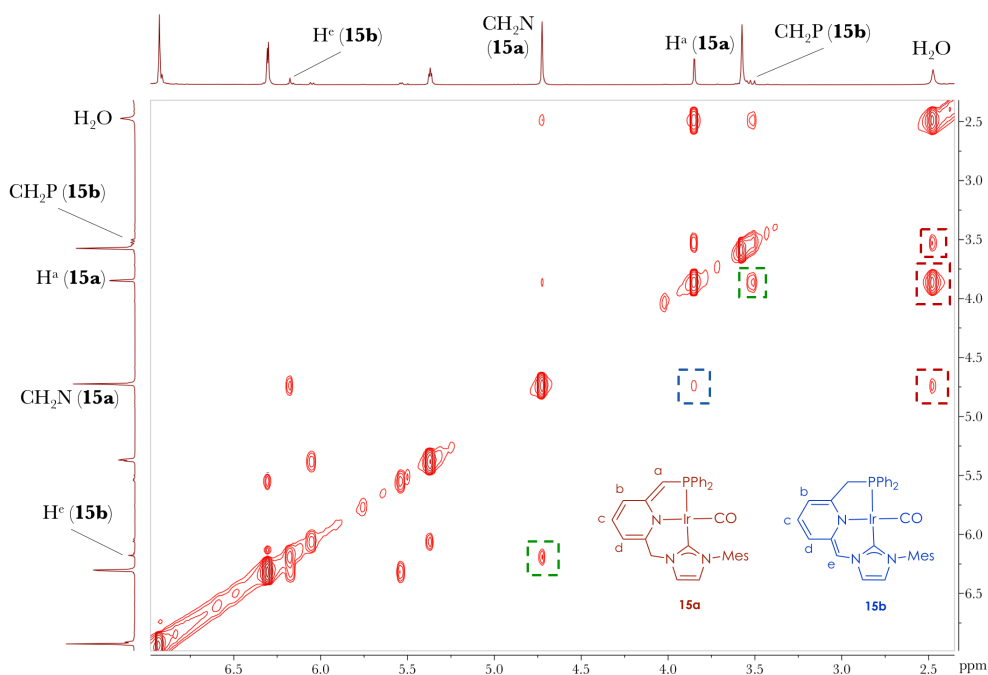 CH₂N
(15a)
Hᵉ (15b)
Hᵃ (15a)
CH₂P (15b)
H₂O
H₂O
2.5
3.0
CH₂P (15b)
3.5
Hᵃ (15a)
4.0
4.5
CH₂N (15a)
5.0
5.5
a
PPh₂
b
c
d
N
Ir
CO
N
N
Mes
15a
b
PPh₂
c
d
e
N
Ir
CO
N
N
Mes
15b
Hᵉ (15b)
6.0
6.5
6.5 6.0 5.5 5.0 4.5 4.0 3.5 3.0 2.5 ppm